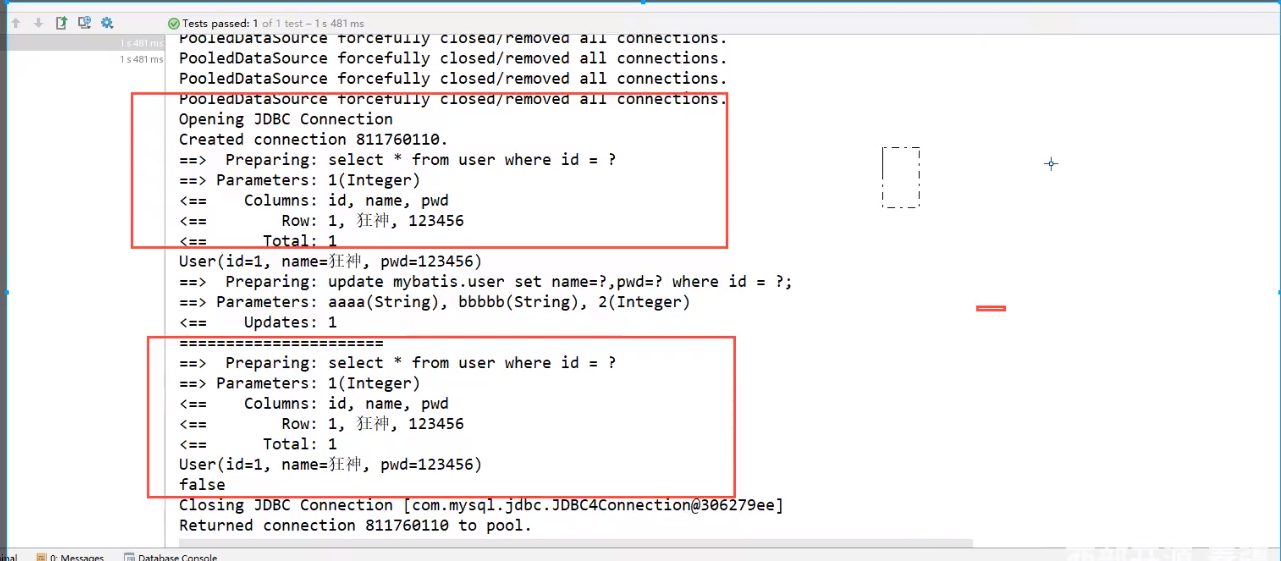 Tests passed: 1 of 1 test – 1 s 481 ms
1 s 481 ms
1 s 481 ms
PooledDataSource forcefully closed/removed all connections.
PooledDataSource forcefully closed/removed all connections.
PooledDataSource forcefully closed/removed all connections.
PooledDataSource forcefully closed/removed all connections.
Opening JDBC Connection
Created connection 811760110.
==>  Preparing: select * from user where id = ?
==> Parameters: 1(Integer)
<==    Columns: id, name, pwd
<==        Row: 1, 狂神, 123456
<==      Total: 1
User(id=1, name=狂神, pwd=123456)
==>  Preparing: update mybatis.user set name=?,pwd=? where id = ?;
==> Parameters: aaaa(String), bbbbb(String), 2(Integer)
<==    Updates: 1
======================
==>  Preparing: select * from user where id = ?
==> Parameters: 1(Integer)
<==    Columns: id, name, pwd
<==        Row: 1, 狂神, 123456
<==      Total: 1
User(id=1, name=狂神, pwd=123456)
false
Closing JDBC Connection [com.mysql.jdbc.JDBC4Connection@306279ee]
Returned connection 811760110 to pool.
0: Messages Database Console